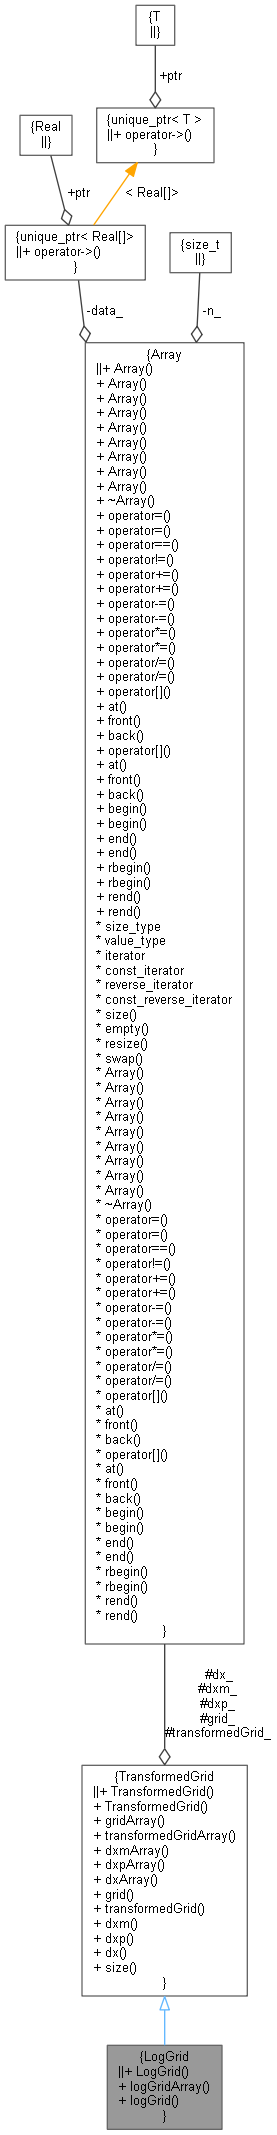 {T
||}
+ptr
{unique_ptr< T >
||+ operator->()
}
{Real
||}
+ptr
< Real[]>
{unique_ptr< Real[]>
||+ operator->()
}
{size_t
||}
-data_
-n_
{Array
||+ Array()
+ Array()
+ Array()
+ Array()
+ Array()
+ Array()
+ Array()
+ Array()
+ Array()
+ ~Array()
+ operator=()
+ operator=()
+ operator==()
+ operator!=()
+ operator+=()
+ operator+=()
+ operator-=()
+ operator-=()
+ operator*=()
+ operator*=()
+ operator/=()
+ operator/=()
+ operator[]()
+ at()
+ front()
+ back()
+ operator[]()
+ at()
+ front()
+ back()
+ begin()
+ begin()
+ end()
+ end()
+ rbegin()
+ rbegin()
+ rend()
+ rend()
* size_type
* value_type
* iterator
* const_iterator
* reverse_iterator
* const_reverse_iterator
* size()
* empty()
* resize()
* swap()
* Array()
* Array()
* Array()
* Array()
* Array()
* Array()
* Array()
* Array()
* Array()
* ~Array()
* operator=()
* operator=()
* operator==()
* operator!=()
* operator+=()
* operator+=()
* operator-=()
* operator-=()
* operator*=()
* operator*=()
* operator/=()
* operator/=()
* operator[]()
* at()
* front()
* back()
* operator[]()
* at()
* front()
* back()
* begin()
* begin()
* end()
* end()
* rbegin()
* rbegin()
* rend()
* rend()
}
#dx_
#dxm_
#dxp_
#grid_
#transformedGrid_
{TransformedGrid
||+ TransformedGrid()
+ TransformedGrid()
+ gridArray()
+ transformedGridArray()
+ dxmArray()
+ dxpArray()
+ dxArray()
+ grid()
+ transformedGrid()
+ dxm()
+ dxp()
+ dx()
+ size()
}
{LogGrid
||+ LogGrid()
+ logGridArray()
+ logGrid()
}